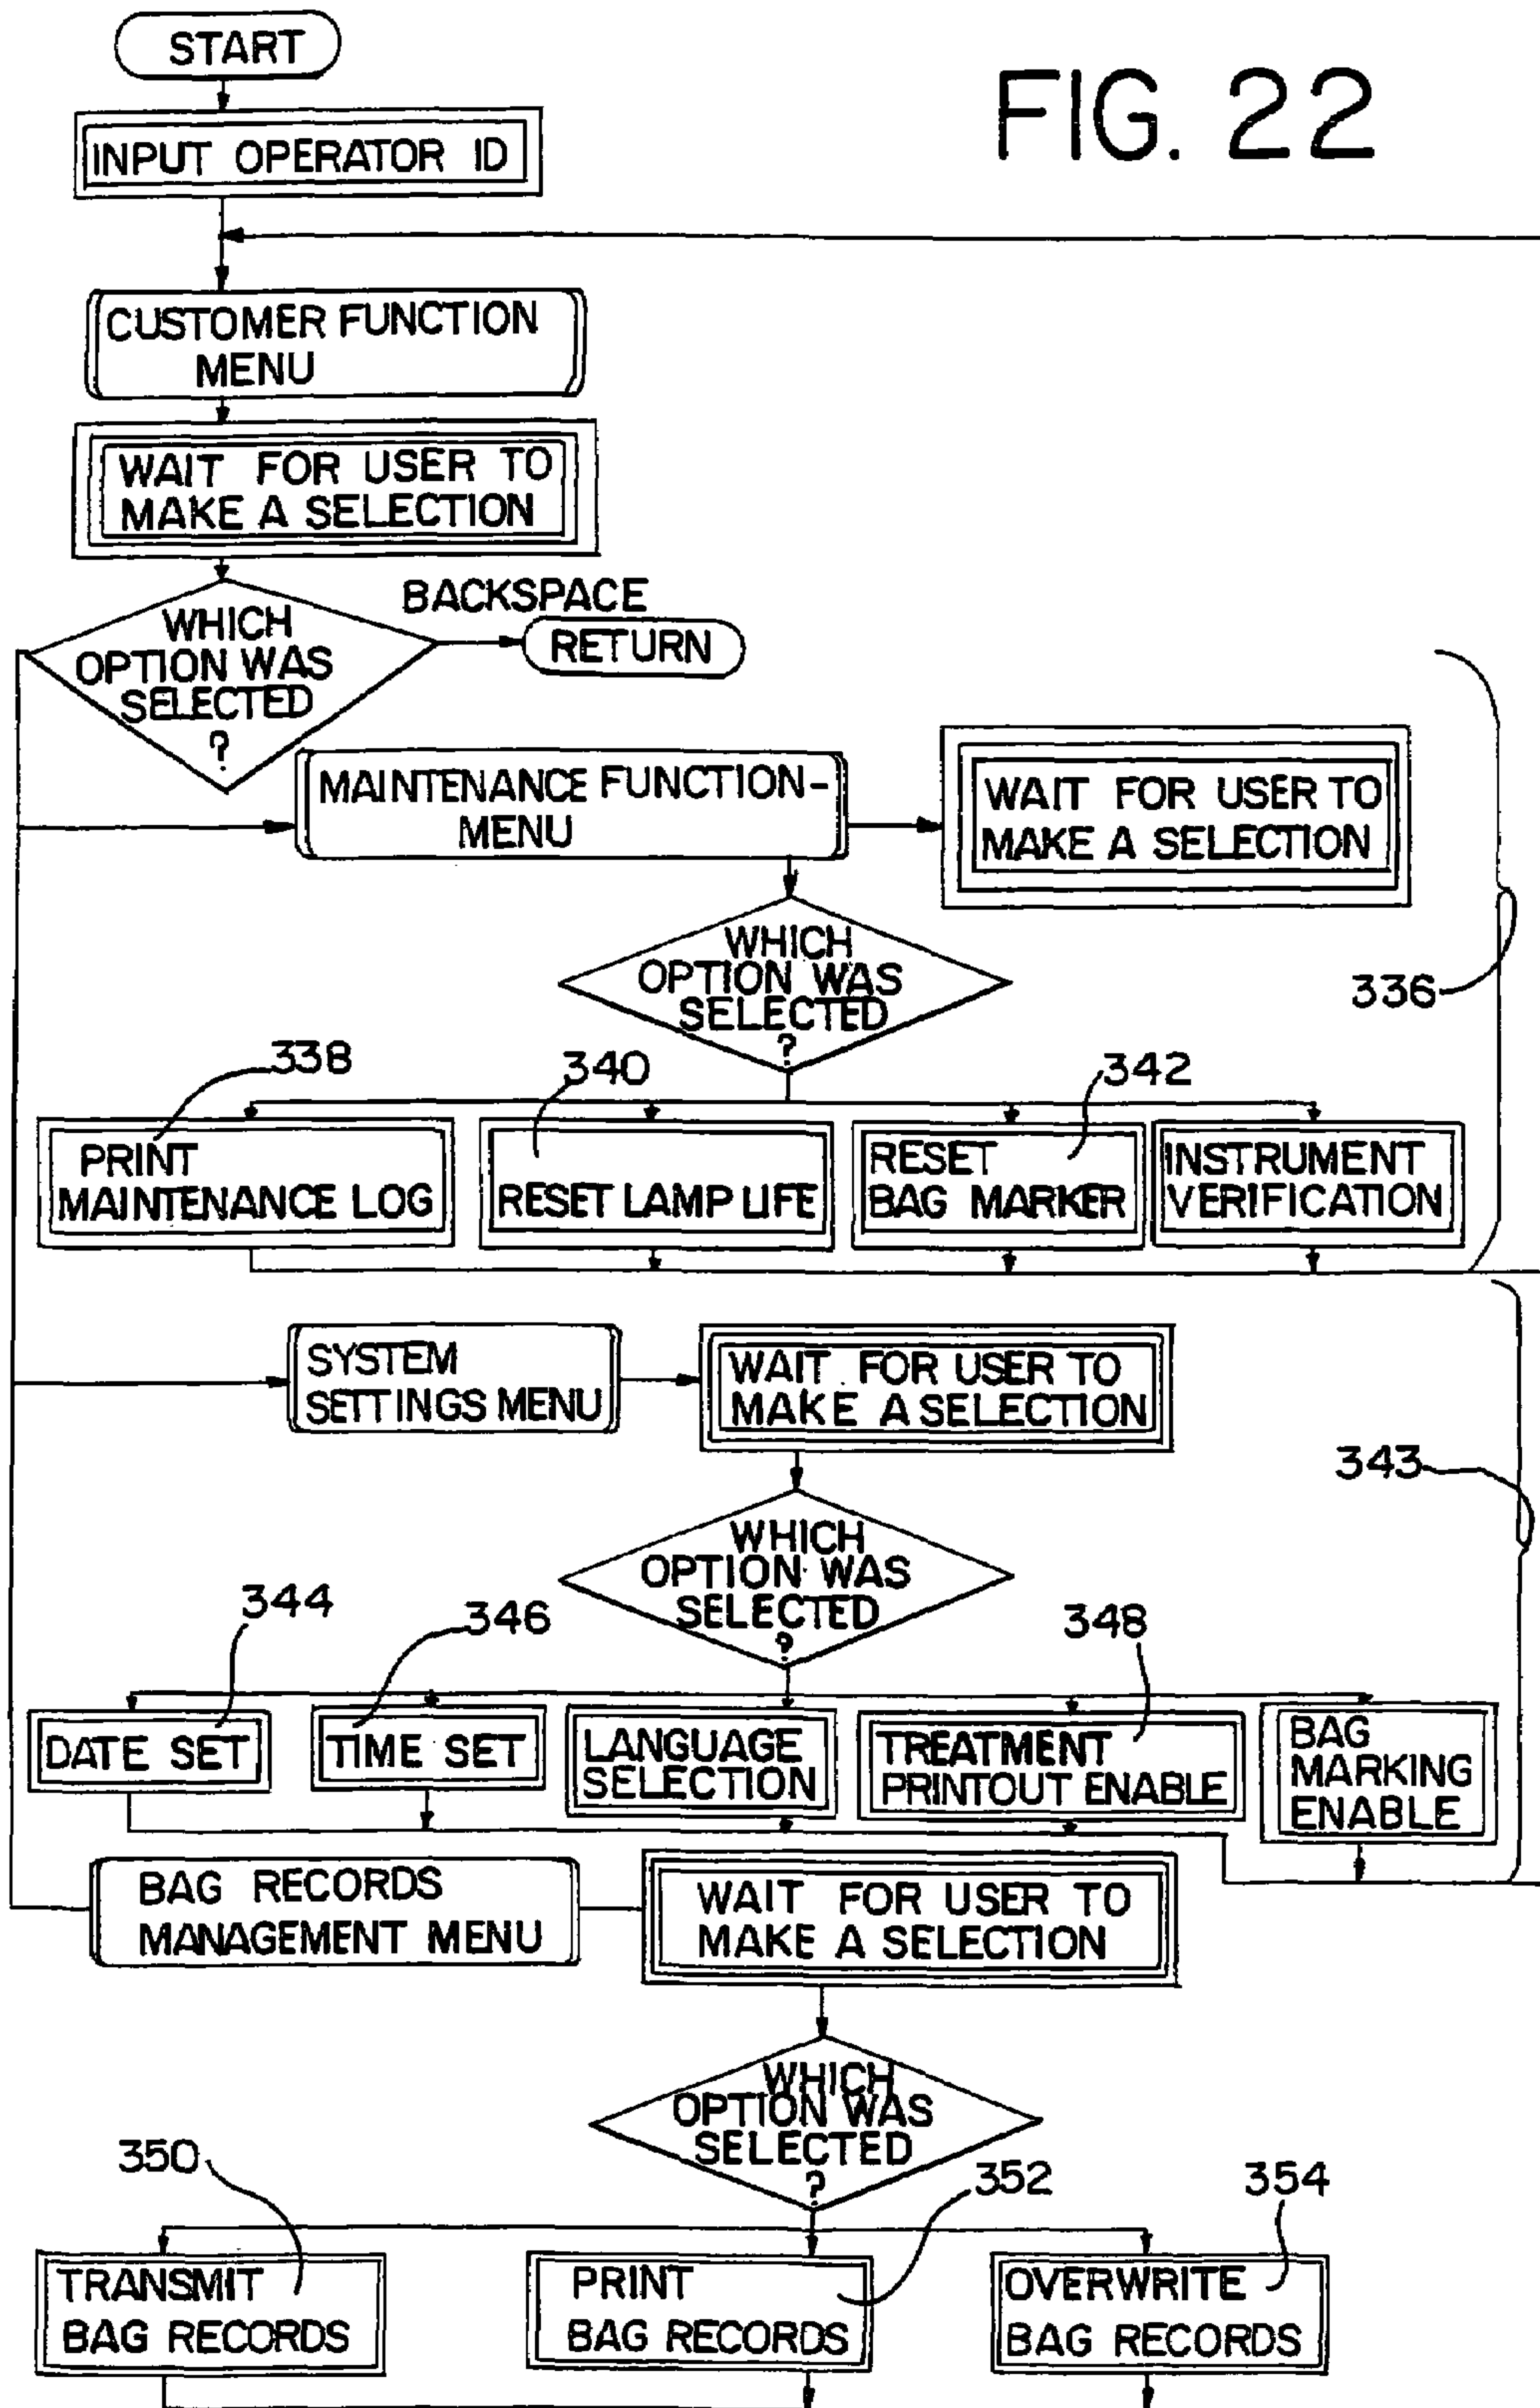 START
FIG. 22
INPUT OPERATOR ID
CUSTOMER FUNCTION
MENU
WAIT FOR USER TO
MAKE A SELECTION
BACKSPACE
WHICH
OPTION WAS
SELECTED
?
RETURN
MAINTENANCE FUNCTION-
MENU
WAIT FOR USER TO
MAKE A SELECTION
WHICH
OPTION WAS
SELECTED
?
336
338
340
342
PRINT
MAINTENANCE LOG
RESET LAMP LIFE
RESET
BAG MARKER
INSTRUMENT
VERIFICATION
SYSTEM
SETTINGS MENU
WAIT FOR USER TO
MAKE A SELECTION
343
WHICH
OPTION WAS
SELECTED
?
344
346
348
DATE SET
TIME SET
LANGUAGE
SELECTION
TREATMENT
PRINTOUT ENABLE
BAG
MARKING
ENABLE
BAG RECORDS
MANAGEMENT MENU
WAIT FOR USER TO
MAKE A SELECTION
WHICH
OPTION WAS
SELECTED
?
350
352
354
TRANSMIT
BAG RECORDS
PRINT
BAG RECORDS
OVERWRITE
BAG RECORDS